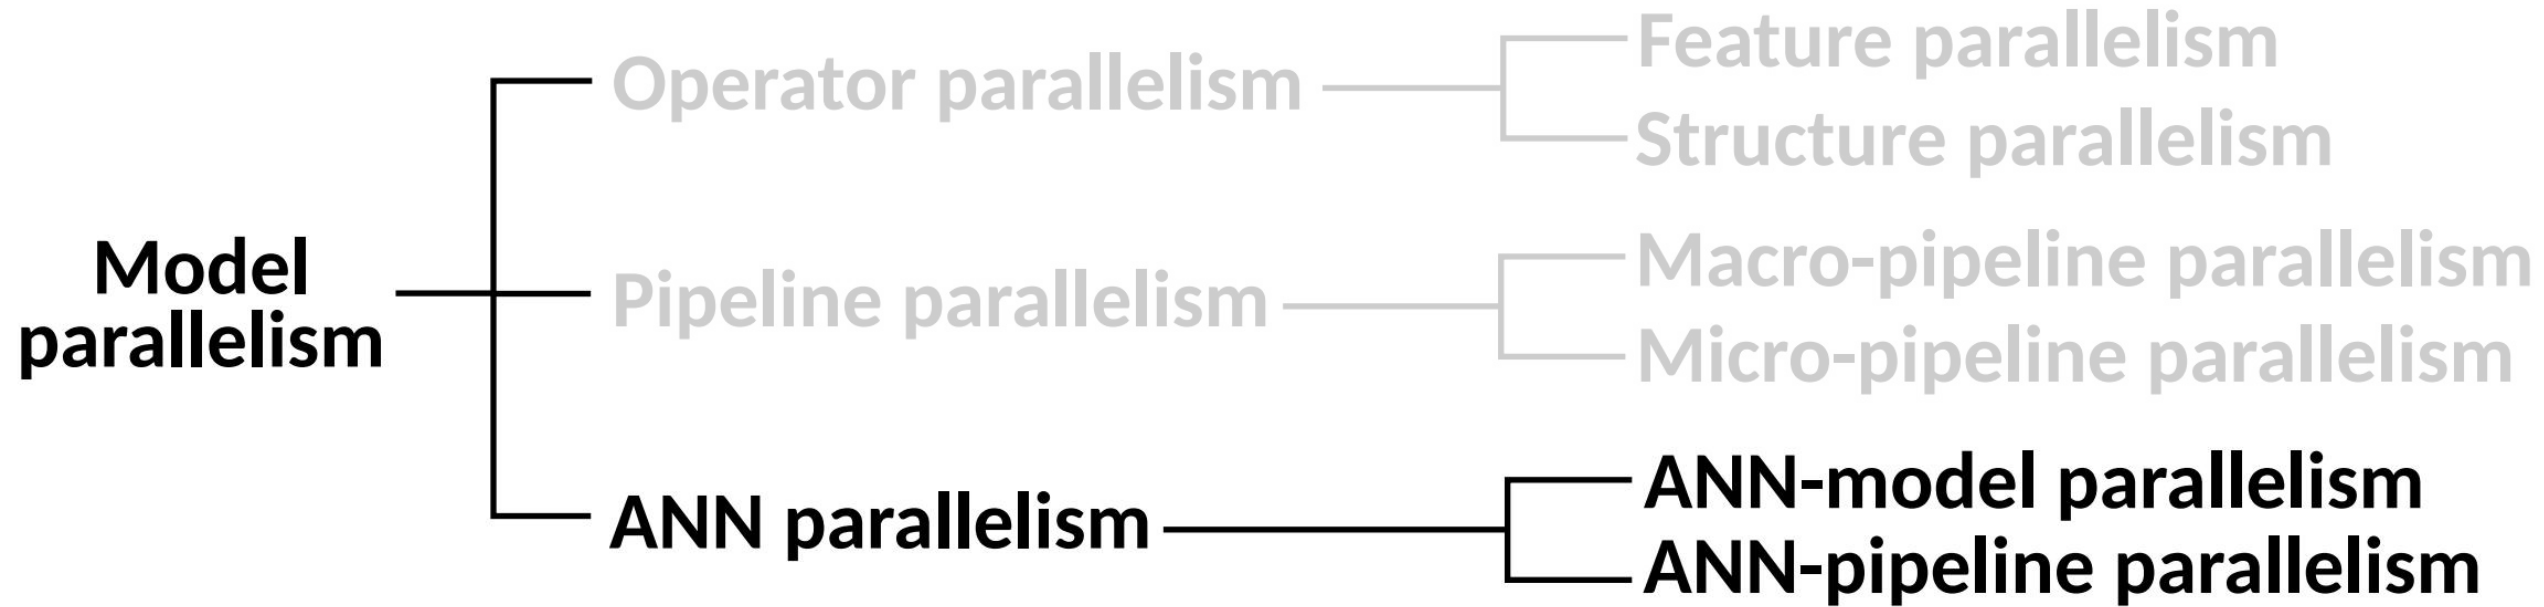 Model
parallelism
Operator parallelism
Feature parallelism
Structure parallelism
Pipeline parallelism
Macro-pipeline parallelism
Micro-pipeline parallelism
ANN parallelism
ANN-model parallelism
ANN-pipeline parallelism